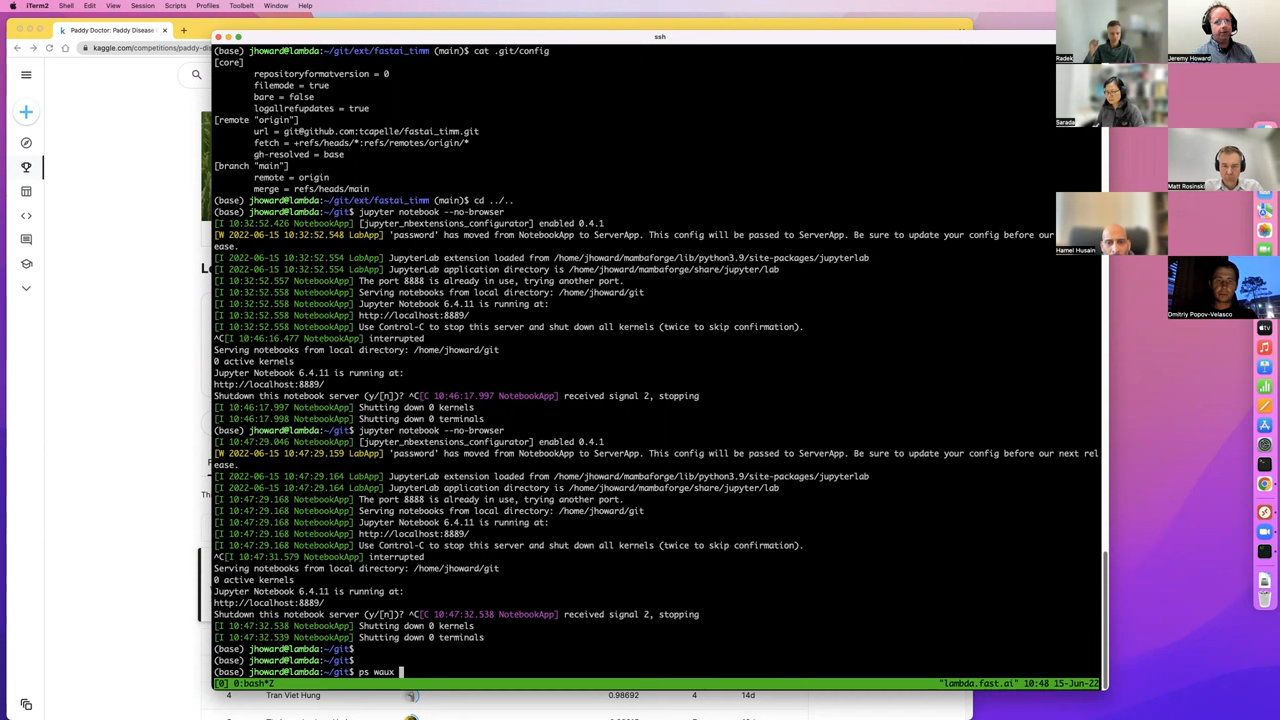 iTerm2 Shell Edit View Session Scripts Profiles Toolbelt Window Help
Paddy Doctor: Paddy Disease
kaggle.com/competitions/paddy-di
ssh
(base) jhoward@lambda:~/git/ext/fastai_timm (main)$ cat .git/config
[core]
repositoryformatversion = 0
filemode = true
bare = false
logallrefupdates = true
[remote "origin"]
url = git@github.com:tcapelle/fastai_timm.git
fetch = +refs/heads/*:refs/remotes/origin/*
gh-resolved = base
[branch "main"]
remote = origin
merge = refs/heads/main
(base) jhoward@lambda:~/git/ext/fastai_timm (main)$ cd ../..
(base) jhoward@lambda:~/git$ jupyter notebook --no-browser
[I 10:32:52.426 NotebookApp] [jupyter_nbextensions_configurator] enabled 0.4.1
[W 2022-06-15 10:32:52.548 LabApp] 'password' has moved from NotebookApp to ServerApp. This config will be passed to ServerApp. Be sure to update your config before our
ease.
[I 2022-06-15 10:32:52.554 LabApp] JupyterLab extension loaded from /home/jhoward/mambaforge/lib/python3.9/site-packages/jupyterlab
[I 2022-06-15 10:32:52.554 LabApp] JupyterLab application directory is /home/jhoward/mambaforge/share/jupyter/lab
[I 10:32:52.557 NotebookApp] The port 8888 is already in use, trying another port.
[I 10:32:52.558 NotebookApp] Serving notebooks from local directory: /home/jhoward/git
[I 10:32:52.558 NotebookApp] Jupyter Notebook 6.4.11 is running at:
[I 10:32:52.558 NotebookApp] http://localhost:8889/
[I 10:32:52.558 NotebookApp] Use Control-C to stop this server and shut down all kernels (twice to skip confirmation).
^C[I 10:46:16.477 NotebookApp] interrupted
Serving notebooks from local directory: /home/jhoward/git
0 active kernels
Jupyter Notebook 6.4.11 is running at:
http://localhost:8889/
Shutdown this notebook server (y/[n])? ^C[C 10:46:17.997 NotebookApp] received signal 2, stopping
[I 10:46:17.997 NotebookApp] Shutting down 0 kernels
[I 10:46:17.998 NotebookApp] Shutting down 0 terminals
(base) jhoward@lambda:~/git$ jupyter notebook --no-browser
[I 10:47:29.046 NotebookApp] [jupyter_nbextensions_configurator] enabled 0.4.1
[W 2022-06-15 10:47:29.159 LabApp] 'password' has moved from NotebookApp to ServerApp. This config will be passed to ServerApp. Be sure to update your config before our next rel
ease.
[I 2022-06-15 10:47:29.164 LabApp] JupyterLab extension loaded from /home/jhoward/mambaforge/lib/python3.9/site-packages/jupyterlab
[I 2022-06-15 10:47:29.164 LabApp] JupyterLab application directory is /home/jhoward/mambaforge/share/jupyter/lab
[I 10:47:29.168 NotebookApp] The port 8888 is already in use, trying another port.
[I 10:47:29.168 NotebookApp] Serving notebooks from local directory: /home/jhoward/git
[I 10:47:29.168 NotebookApp] Jupyter Notebook 6.4.11 is running at:
[I 10:47:29.168 NotebookApp] http://localhost:8889/
[I 10:47:29.168 NotebookApp] Use Control-C to stop this server and shut down all kernels (twice to skip confirmation).
^C[I 10:47:31.579 NotebookApp] interrupted
Serving notebooks from local directory: /home/jhoward/git
0 active kernels
Jupyter Notebook 6.4.11 is running at:
http://localhost:8889/
Shutdown this notebook server (y/[n])? ^C[C 10:47:32.538 NotebookApp] received signal 2, stopping
[I 10:47:32.538 NotebookApp] Shutting down 0 kernels
[I 10:47:32.539 NotebookApp] Shutting down 0 terminals
(base) jhoward@lambda:~/git$
(base) jhoward@lambda:~/git$
(base) jhoward@lambda:~/git$ ps waux
[0] 0:bash*Z "lambda.fast.ai" 10:48 15-Jun-22
4 Tran Viet Hung 0.98692 4 14d
Radek
Jeremy Howard
Sarada
Matt Rosinski
Hamel Husain
Dmitriy Popov-Velasco